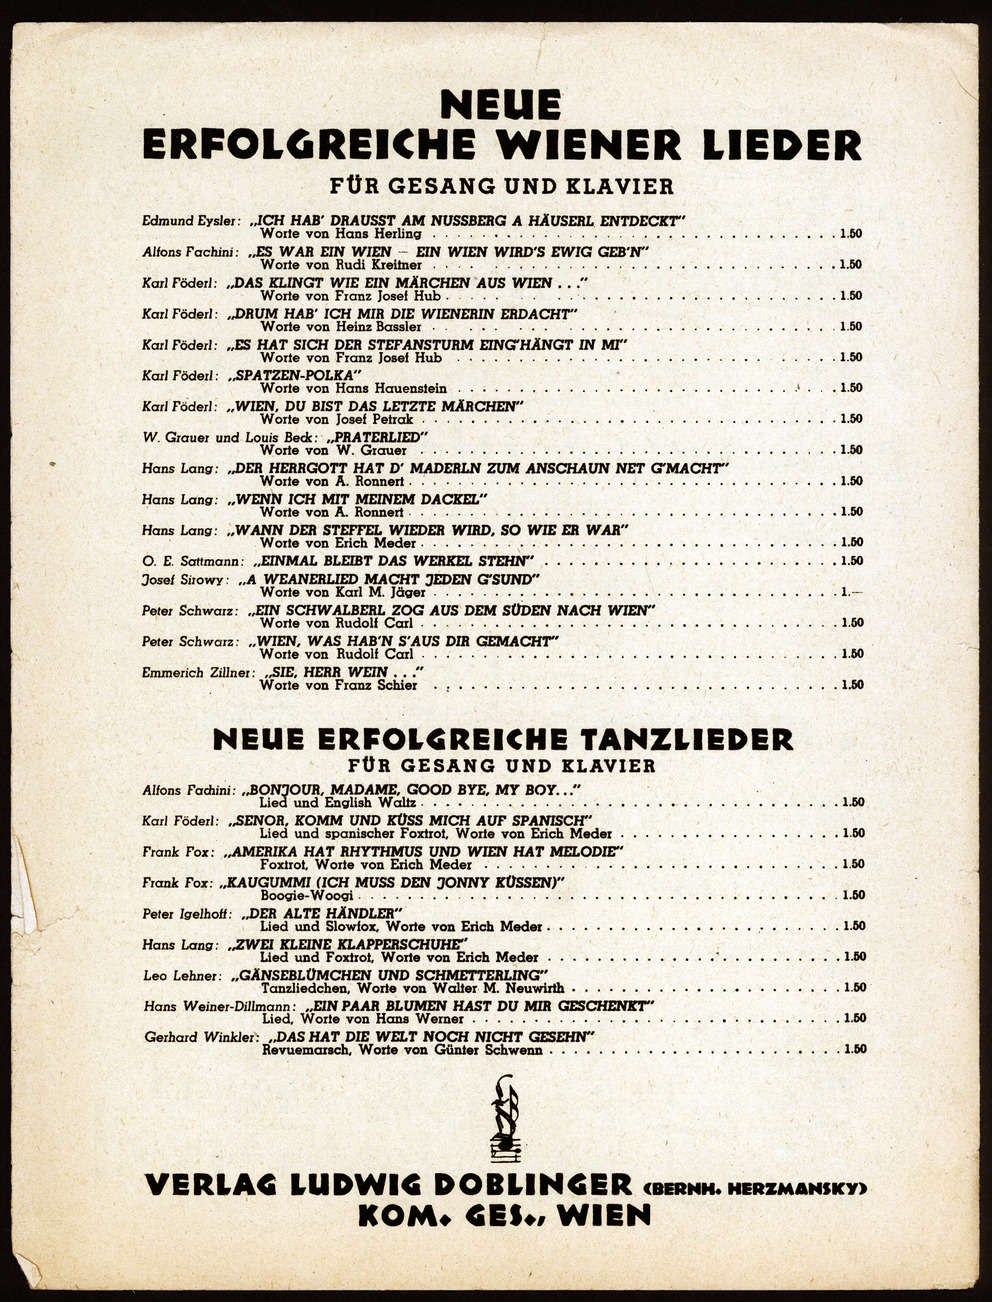 NEUE
ERFOLGREICHE WIENER LIEDER
FÜR GESANG UND KLAVIER
Edmund Eysler: „ICH HAB' DRAUSST AM NUSSBERG A HÄUSERL ENTDECKT"
Worte von Hans Herling . . . . . . . . . . 1.50
Alfons Fachini: „ES WAR EIN WIEN – EIN WIEN WIRD'S EWIG GEB'N"
Worte von Rudi Kreitner . . . . . . . . . . 1.50
Karl Föderl: „DAS KLINGT WIE EIN MÄRCHEN AUS WIEN . . ."
Worte von Franz Josef Hub . . . . . . . . . . 1.50
Karl Föderl: „DRUM HAB' ICH MIR DIE WIENERIN ERDACHT"
Worte von Heinz Bassler . . . . . . . . . . 1.50
Karl Föderl: „ES HAT SICH DER STEFANSTURM EING'HÄNGT IN MI"
Worte von Franz Josef Hub . . . . . . . . . . 1.50
Karl Föderl: „SPATZEN-POLKA"
Worte von Hans Hauenstein . . . . . . . . . . 1.50
Karl Föderl: „WIEN, DU BIST DAS LETZTE MÄRCHEN"
Worte von Josef Petrak . . . . . . . . . . 1.50
W. Grauer und Louis Beck: „PRATERLIED"
Worte von W. Grauer . . . . . . . . . . 1.50
Hans Lang: „DER HERRGOTT HAT D' MADERLN ZUM ANSCHAUN NET G'MACHT"
Worte von A. Ronnert . . . . . . . . . . 1.50
Hans Lang: „WENN ICH MIT MEINEM DACKEL"
Worte von A. Ronnert . . . . . . . . . . 1.50
Hans Lang: „WANN DER STEFFEL WIEDER WIRD, SO WIE ER WAR"
Worte von Erich Meder . . . . . . . . . . 1.50
O. E. Sattmann: „EINMAL BLEIBT DAS WERKEL STEHN" . . . . . . . . . . 1.50
Josef Sirowy: „A WEANERLIED MACHT JEDEN G'SUND"
Worte von Karl M. Jäger . . . . . . . . . . 1.—
Peter Schwarz: „EIN SCHWALBERL ZOG AUS DEM SÜDEN NACH WIEN"
Worte von Rudolf Carl . . . . . . . . . . 1.50
Peter Schwarz: „WIEN, WAS HAB'N S'AUS DIR GEMACHT"
Worte von Rudolf Carl . . . . . . . . . . 1.50
Emmerich Zillner: „SIE, HERR WEIN . . ."
Worte von Franz Schier . . . . . . . . . . 1.50
NEUE ERFOLGREICHE TANZLIEDER
FÜR GESANG UND KLAVIER
Alfons Fachini: „BONJOUR, MADAME, GOOD BYE, MY BOY. . ."
Lied und English Waltz . . . . . . . . . . 1.50
Karl Föderl: „SENOR, KOMM UND KÜSS MICH AUF SPANISCH"
Lied und spanischer Foxtrot, Worte von Erich Meder . . . . . . . . . . 1.50
Frank Fox: „AMERIKA HAT RHYTHMUS UND WIEN HAT MELODIE"
Foxtrot, Worte von Erich Meder . . . . . . . . . . 1.50
Frank Fox: „KAUGUMMI (ICH MUSS DEN JONNY KÜSSEN)"
Boogie-Woogi . . . . . . . . . . 1.50
Peter Igelhoff: „DER ALTE HÄNDLER"
Lied und Slowfox, Worte von Erich Meder . . . . . . . . . . 1.50
Hans Lang: „ZWEI KLEINE KLAPPERSCHUHE"
Lied und Foxtrot, Worte von Erich Meder . . . . . . . . . . 1.50
Leo Lehner: „GÄNSEBLÜMCHEN UND SCHMETTERLING"
Tanzliedchen, Worte von Walter M. Neuwirth . . . . . . . . . . 1.50
Hans Weiner-Dillmann: „EIN PAAR BLUMEN HAST DU MIR GESCHENKT"
Lied, Worte von Hans Werner . . . . . . . . . . 1.50
Gerhard Winkler: „DAS HAT DIE WELT NOCH NICHT GESEHN"
Revuemarsch, Worte von Günter Schwenn . . . . . . . . . . 1.50
VERLAG LUDWIG DOBLINGER (BERNH. HERZMANSKY)
KOM. GES., WIEN